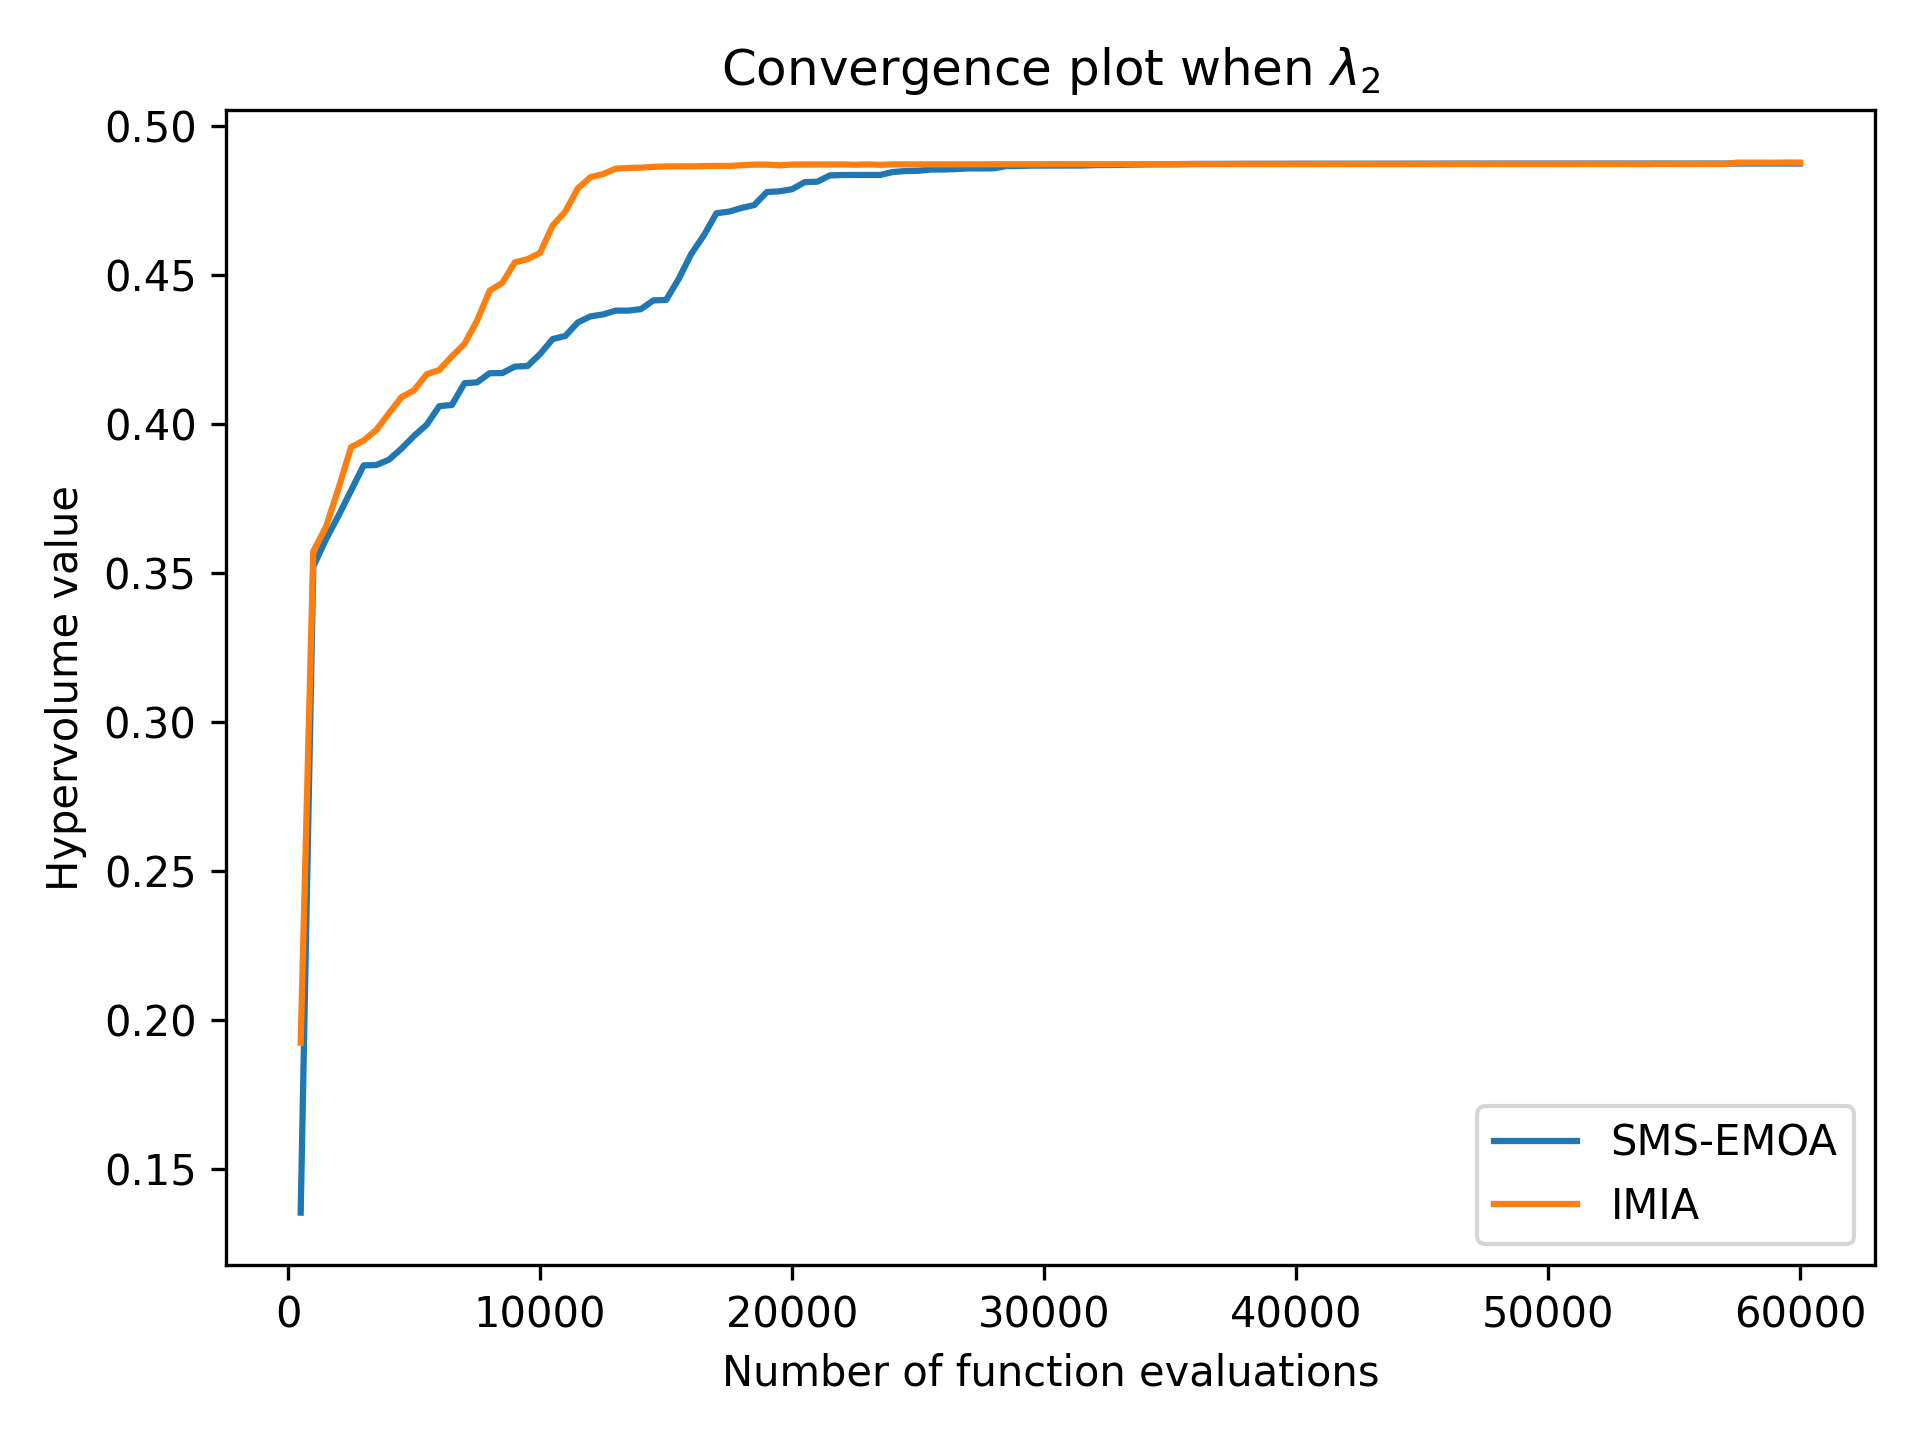 Convergence plot when λ₂
Hypervolume value
0.50
0.45
0.40
0.35
0.30
0.25
0.20
0.15
0 10000 20000 30000 40000 50000 60000
Number of function evaluations
SMS-EMOA
IMIA